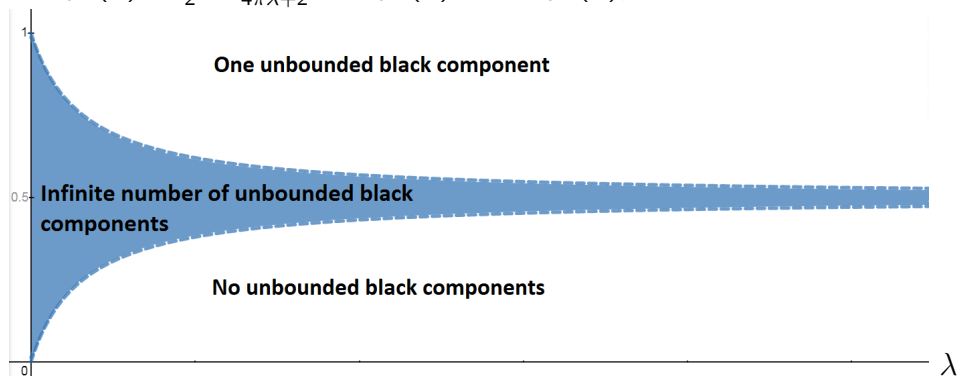 1
One unbounded black component
0.5
Infinite number of unbounded black
components
No unbounded black components
0
λ